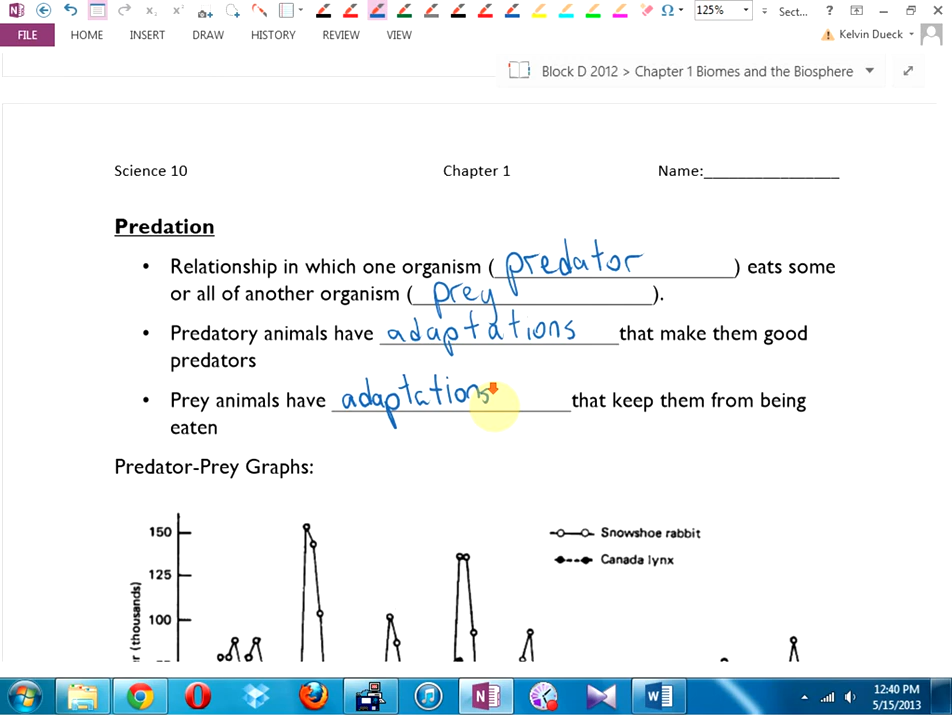 125%
Sect...
?
FILE HOME INSERT DRAW HISTORY REVIEW VIEW
Kelvin Dueck
Block D 2012 > Chapter 1 Biomes and the Biosphere
Science 10 Chapter 1 Name:________________
Predation
• Relationship in which one organism (predator) eats some
or all of another organism (prey).
• Predatory animals have adaptations that make them good
predators
• Prey animals have adaptations that keep them from being
eaten
Predator-Prey Graphs:
150
Snowshoe rabbit
Canada lynx
125
100
(thousands)
12:40 PM
5/15/2013